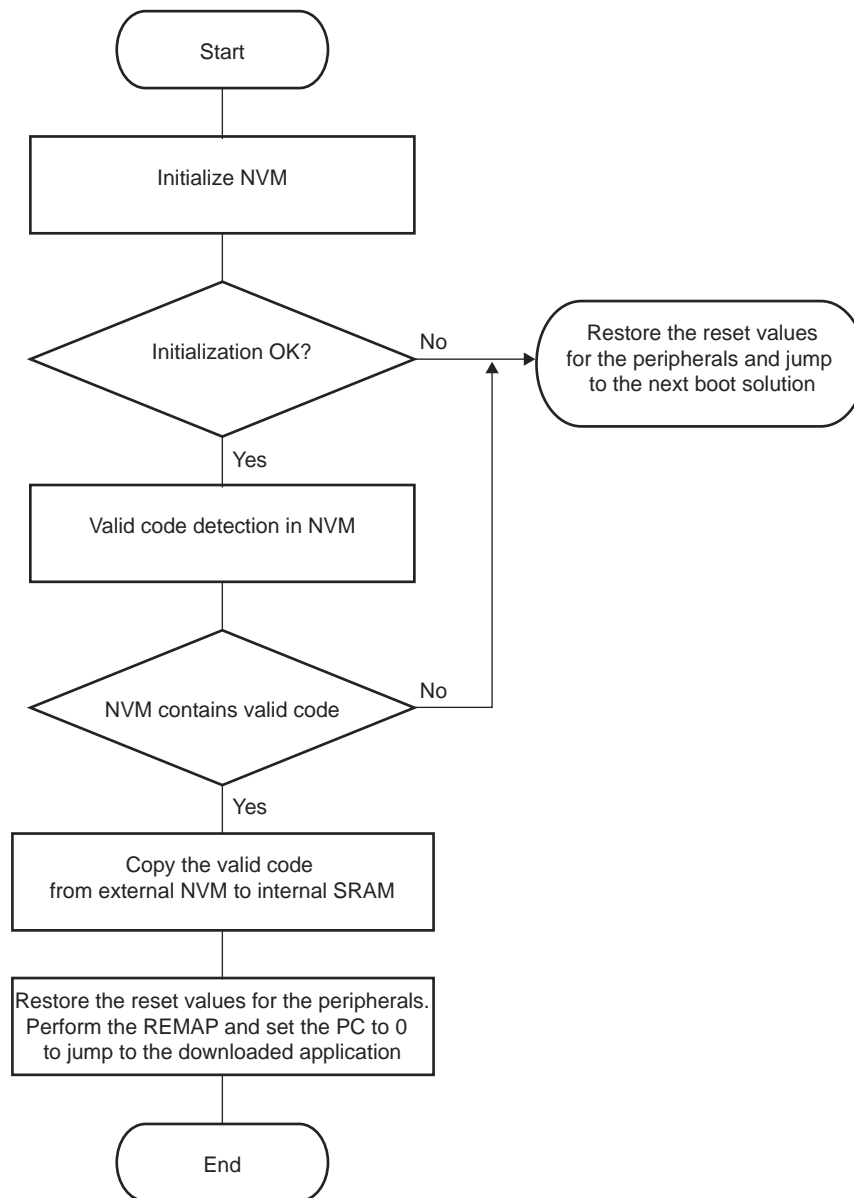 Start
Initialize NVM
Initialization OK?
No
Restore the reset values
for the peripherals and jump
to the next boot solution
Yes
Valid code detection in NVM
NVM contains valid code
No
Yes
Copy the valid code
from external NVM to internal SRAM
Restore the reset values for the peripherals.
Perform the REMAP and set the PC to 0
to jump to the downloaded application
End